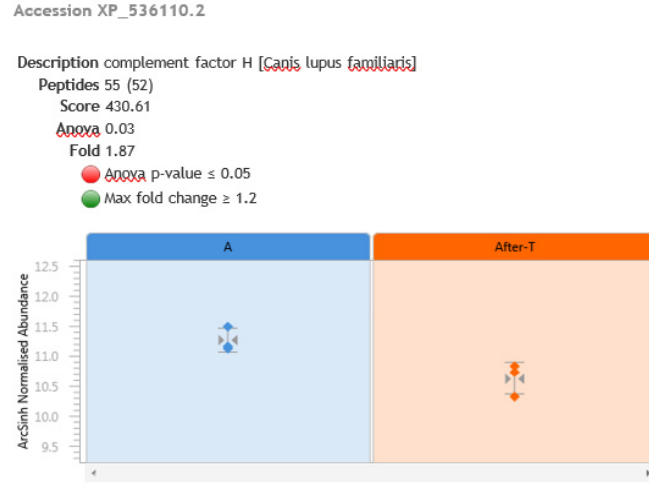 Accession XP_536110.2
Description complement factor H [Canis lupus familiaris]
Peptides 55 (52)
Score 430.61
Anova 0.03
Fold 1.87
Anova p-value ≤ 0.05
Max fold change ≥ 1.2
A
After-T
ArcSinh Normalised Abundance
12.5
12.0
11.5
11.0
10.5
10.0
9.5